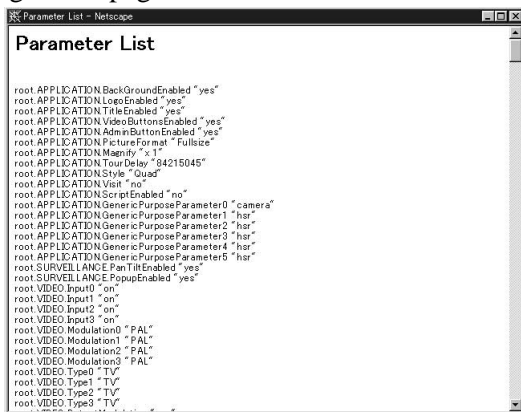 Parameter List - Netscape
Parameter List
root.APPLICATION.BackGroundEnabled "yes"
root.APPLICATION.LogoEnabled "yes"
root.APPLICATION.TitleEnabled "yes"
root.APPLICATION.VideoButtonsEnabled "yes"
root.APPLICATION.AdminButtonEnabled "yes"
root.APPLICATION.PictureFormat "Fullsize"
root.APPLICATION.Magnify "x 1"
root.APPLICATION.TourDelay "84215045"
root.APPLICATION.Style "Quad"
root.APPLICATION.Visit "no"
root.APPLICATION.ScriptEnabled "no"
root.APPLICATION.GenericPurposeParameter0 "camera"
root.APPLICATION.GenericPurposeParameter1 "hsr"
root.APPLICATION.GenericPurposeParameter2 "hsr"
root.APPLICATION.GenericPurposeParameter3 "hsr"
root.APPLICATION.GenericPurposeParameter4 "hsr"
root.APPLICATION.GenericPurposeParameter5 "hsr"
root.SURVEILLANCE.PanTiltEnabled "yes"
root.SURVEILLANCE.PopupEnabled "yes"
root.VIDEO.Input0 "on"
root.VIDEO.Input1 "on"
root.VIDEO.Input2 "on"
root.VIDEO.Input3 "on"
root.VIDEO.Modulation0 "PAL"
root.VIDEO.Modulation1 "PAL"
root.VIDEO.Modulation2 "PAL"
root.VIDEO.Modulation3 "PAL"
root.VIDEO.Type0 "TV"
root.VIDEO.Type1 "TV"
root.VIDEO.Type2 "TV"
root.VIDEO.Type3 "TV"